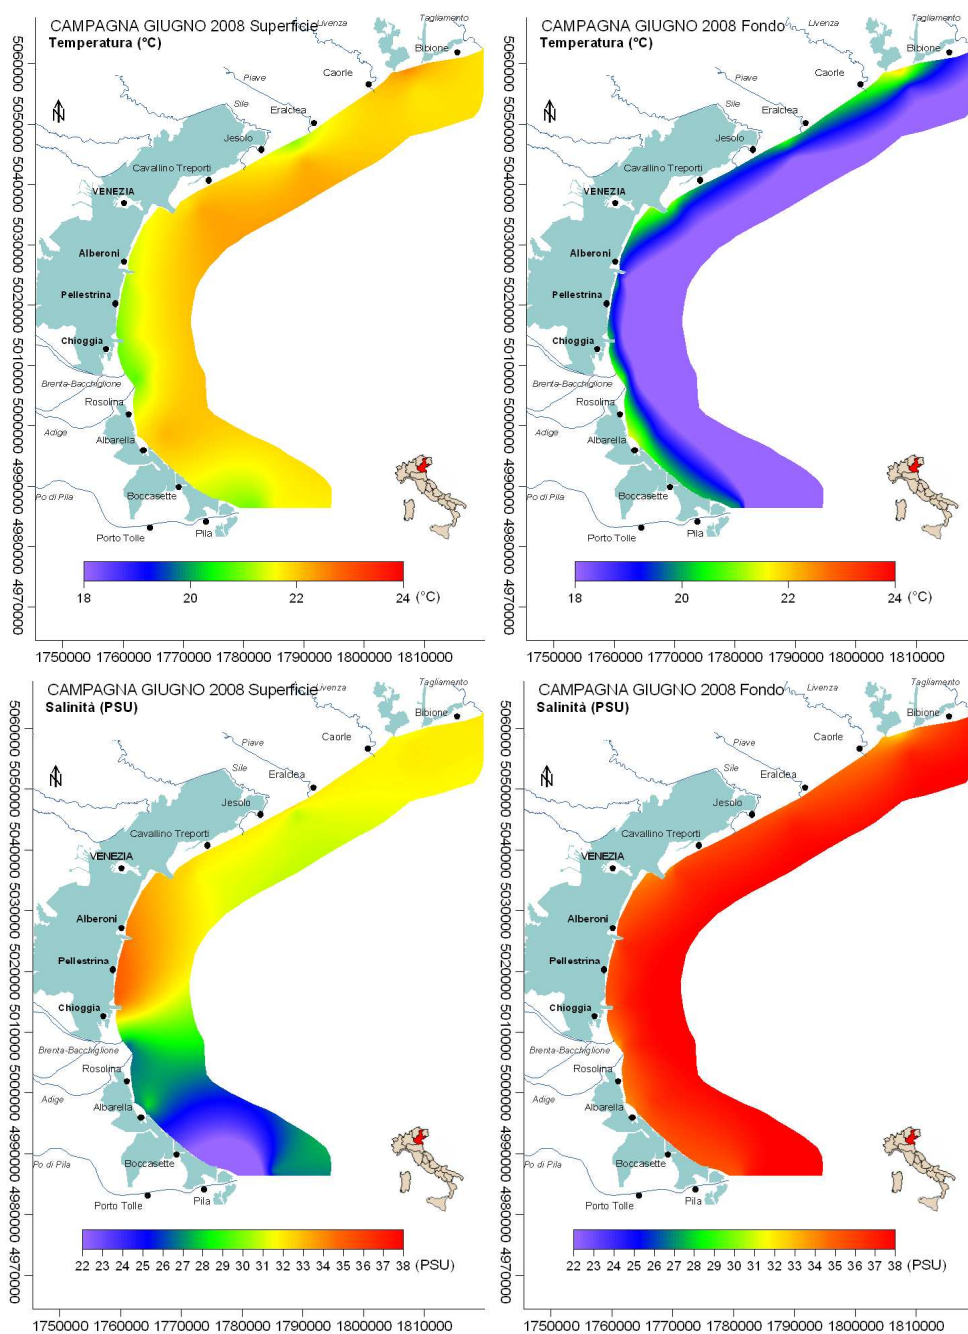 CAMPAGNA GIUGNO 2008 Superficie
Temperatura (°C)
Livenza
Tagliamento
Bibione
Caorle
Piave
Eraldea
Sile
Jesolo
Cavallino Treporti
VENEZIA
Alberoni
Pellestrina
Chioggia
Brenta-Bacchiglione
Rosolina
Adige
Albarella
Boccasette
Po di Pila
Porto Tolle
Pila
N
18 20 22 24 (°C)
5060000
5050000
5040000
5030000
5020000
5010000
5000000
4990000
4980000
4970000
1750000 1760000 1770000 1780000 1790000 1800000 1810000
CAMPAGNA GIUGNO 2008 Fondo
Temperatura (°C)
Livenza
Tagliamento
Bibione
Caorle
Piave
Eraclea
Sile
Jesolo
Cavallino Treporti
VENEZIA
Alberoni
Pellestrina
Chioggia
Brenta-Bacchiglione
Rosolina
Adige
Albarella
Boccasette
Po di Pila
Porto Tolle
Pila
N
18 20 22 24 (°C)
5060000
5050000
5040000
5030000
5020000
5010000
5000000
4990000
4980000
4970000
1750000 1760000 1770000 1780000 1790000 1800000 1810000
CAMPAGNA GIUGNO 2008 Superficie
Salinità (PSU)
Livenza
Tagliamento
Bibione
Caorle
Piave
Eraclea
Sile
Jesolo
Cavallino Treporti
VENEZIA
Alberoni
Pellestrina
Chioggia
Brenta-Bacchiglione
Rosolina
Adige
Albarella
Boccasette
Po di Pila
Porto Tolle
Pila
N
22 23 25 26 27 28 29 30 31 32 33 35 36 38 (PSU)
5060000
5050000
5040000
5030000
5020000
5010000
5000000
4990000
4980000
4970000
1750000 1760000 1770000 1780000 1790000 1800000 1810000
CAMPAGNA GIUGNO 2008 Fondo
Salinità (PSU)
Livenza
Tagliamento
Bibione
Caorle
Piave
Eraclea
Sile
Jesolo
Cavallino Treporti
VENEZIA
Alberoni
Pellestrina
Chioggia
Brenta-Bacchiglione
Rosolina
Adige
Albarella
Boccasette
Po di Pila
Porto Tolle
Pila
N
22 23 25 26 27 28 29 30 31 32 34 35 36 38 (PSU)
5060000
5050000
5040000
5030000
5020000
5010000
5000000
4990000
4980000
4970000
1750000 1760000 1770000 1780000 1790000 1800000 1810000